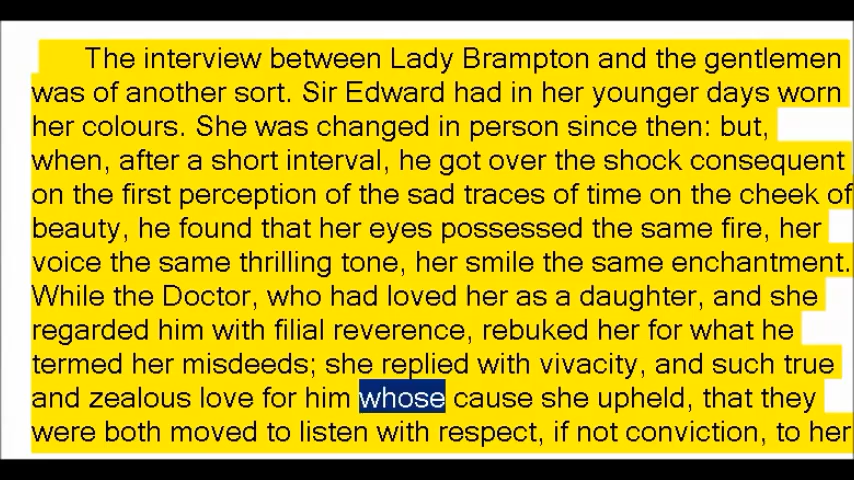 The interview between Lady Brampton and the gentlemen
was of another sort. Sir Edward had in her younger days worn
her colours. She was changed in person since then: but,
when, after a short interval, he got over the shock consequent
on the first perception of the sad traces of time on the cheek of
beauty, he found that her eyes possessed the same fire, her
voice the same thrilling tone, her smile the same enchantment.
While the Doctor, who had loved her as a daughter, and she
regarded him with filial reverence, rebuked her for what he
termed her misdeeds; she replied with vivacity, and such true
and zealous love for him whose cause she upheld, that they
were both moved to listen with respect, if not conviction, to her